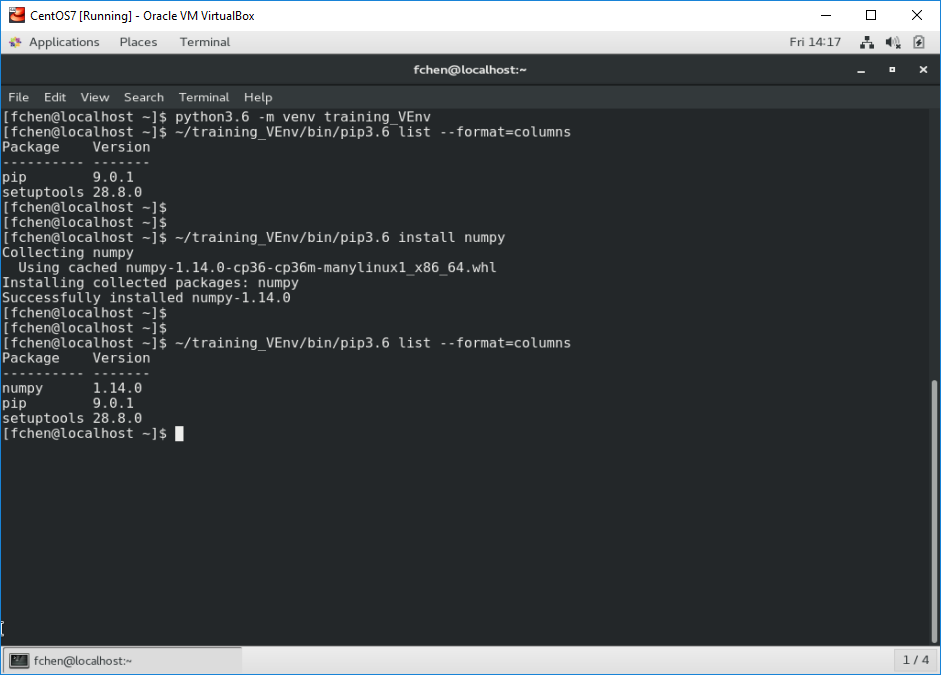 CentOS7 [Running] - Oracle VM VirtualBox
Applications Places Terminal Fri 14:17
fchen@localhost:~
File Edit View Search Terminal Help
[fchen@localhost ~]$ python3.6 -m venv training_VEnv
[fchen@localhost ~]$ ~/training_VEnv/bin/pip3.6 list --format=columns
Package    Version
---------- -------
pip        9.0.1
setuptools 28.8.0
[fchen@localhost ~]$
[fchen@localhost ~]$
[fchen@localhost ~]$ ~/training_VEnv/bin/pip3.6 install numpy
Collecting numpy
  Using cached numpy-1.14.0-cp36-cp36m-manylinux1_x86_64.whl
Installing collected packages: numpy
Successfully installed numpy-1.14.0
[fchen@localhost ~]$
[fchen@localhost ~]$
[fchen@localhost ~]$ ~/training_VEnv/bin/pip3.6 list --format=columns
Package    Version
---------- -------
numpy      1.14.0
pip        9.0.1
setuptools 28.8.0
[fchen@localhost ~]$
fchen@localhost:~ 1 / 4